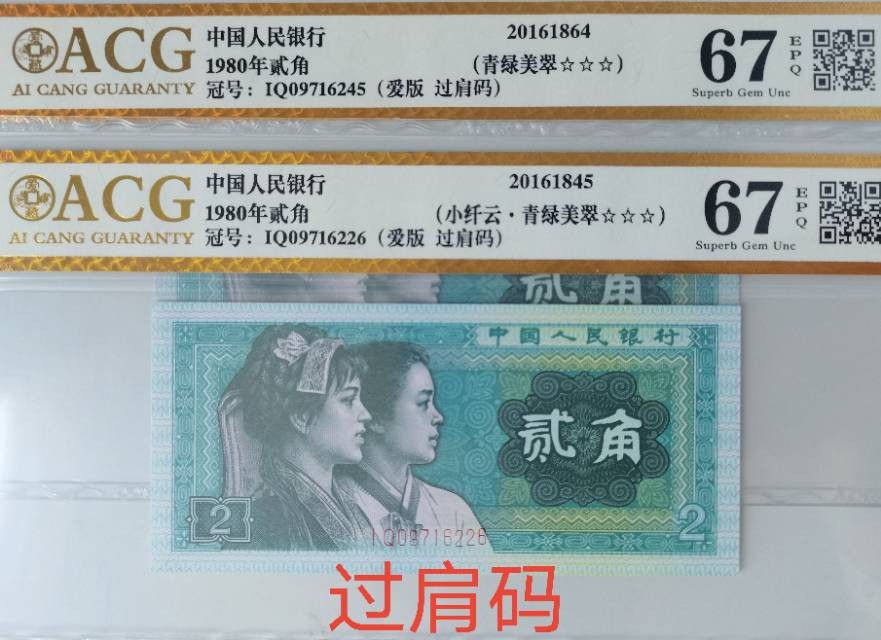 ACG
AI CANG GUARANTY
中国人民银行
1980年贰角
冠号：IQ09716245（爱版 过肩码）
20161864
（青绿美翠☆☆☆）
67
EPQ
Superb Gem Unc
ACG
AI CANG GUARANTY
中国人民银行
1980年贰角
冠号：IQ09716226（爱版 过肩码）
20161845
（小纤云·青绿美翠☆☆☆）
67
EPQ
Superb Gem Unc
贰角
中国人民银行
贰角
2
2
IQ09716226
过肩码